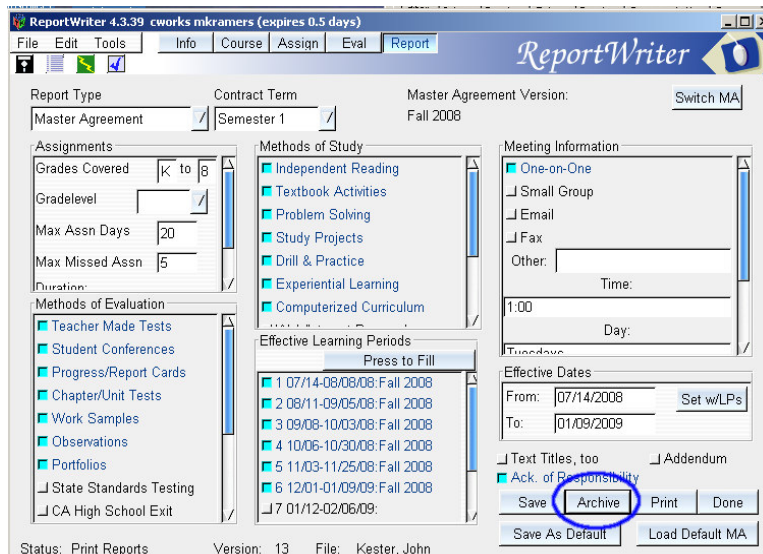 ReportWriter 4.3.39 cworks mkramers (expires 0.5 days)
File Edit Tools Info Course Assign Eval Report
ReportWriter
Report Type
Contract Term
Master Agreement Version:
Switch MA
Master Agreement
Semester 1
Fall 2008
Assignments
Grades Covered K to 8
Gradelevel
Max Assn Days 20
Max Missed Assn 5
Duration:
Methods of Study
Independent Reading
Textbook Activities
Problem Solving
Study Projects
Drill & Practice
Experiential Learning
Computerized Curriculum
Meeting Information
One-on-One
Small Group
Email
Fax
Other:
Time:
1:00
Day:
Tuesdays
Methods of Evaluation
Teacher Made Tests
Student Conferences
Progress/Report Cards
Chapter/Unit Tests
Work Samples
Observations
Portfolios
State Standards Testing
CA High School Exit
Effective Learning Periods
Press to Fill
1 07/14-08/08/08:Fall 2008
2 08/11-09/05/08:Fall 2008
3 09/08-10/03/08:Fall 2008
4 10/06-10/30/08:Fall 2008
5 11/03-11/25/08:Fall 2008
6 12/01-01/09/09:Fall 2008
7 01/12-02/06/09:
Effective Dates
From: 07/14/2008
Set w/LPs
To: 01/09/2009
Text Titles, too
Addendum
Ack. of Responsibility
Save Archive Print Done
Save As Default Load Default MA
Status: Print Reports Version: 13 File: Kester, John